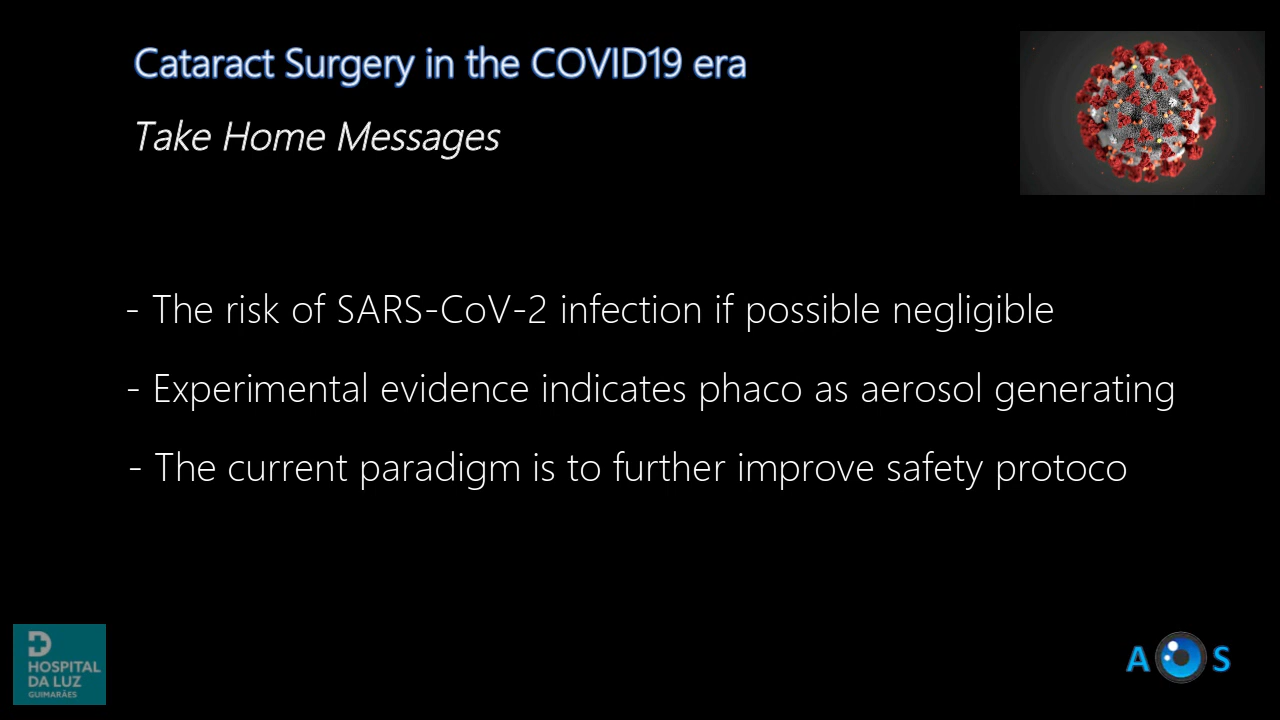 Cataract Surgery in the COVID19 era
Take Home Messages
- The risk of SARS-CoV-2 infection if possible negligible
- Experimental evidence indicates phaco as aerosol generating
- The current paradigm is to further improve safety protoco
HOSPITAL
DA LUZ
GUIMARÃES
A S